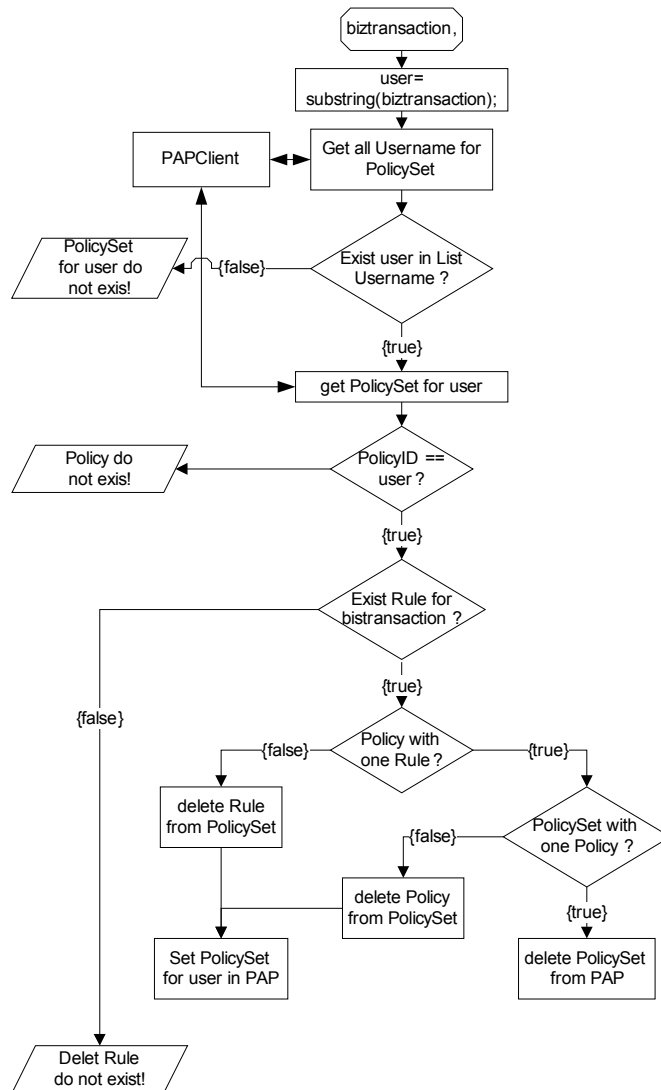 biztransaction,
user=
substring(biztransaction);
PAPClient
Get all Username for
PolicySet
PolicySet
for user do
not exis!
{false}
Exist user in List
Username ?
{true}
get PolicySet for user
Policy do
not exis!
PolicyID ==
user ?
{true}
Exist Rule for
bistransaction ?
{false}
{true}
{false}
Policy with
one Rule ?
{true}
delete Rule
from PolicySet
{false}
PolicySet with
one Policy ?
delete Policy
from PolicySet
{true}
Set PolicySet
for user in PAP
delete PolicySet
from PAP
Delet Rule
do not exist!